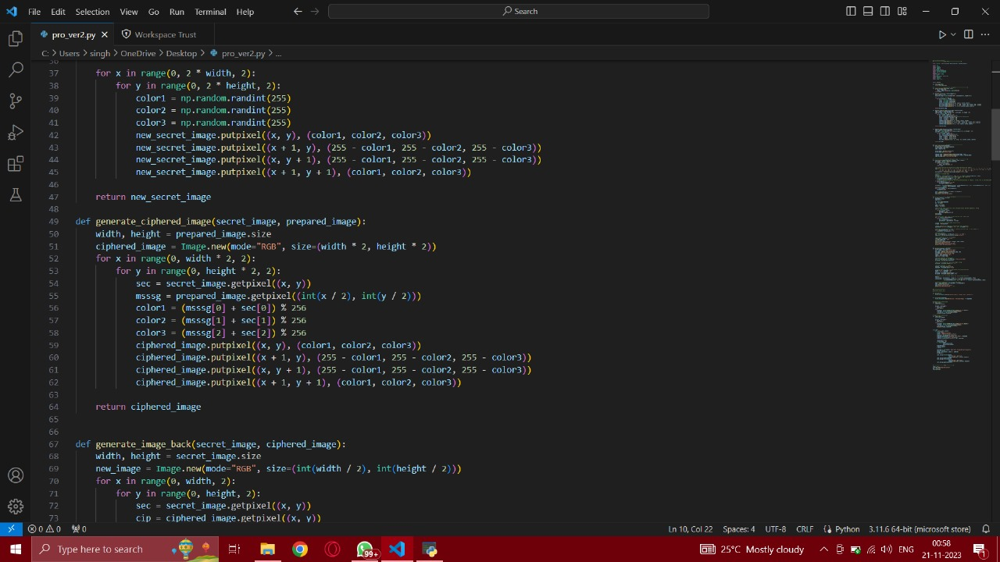 File Edit Selection View Go Run Terminal Help Search
pro_ver2.py Workspace Trust
C: > Users > singh > OneDrive > Desktop > pro_ver2.py > ...
36
37 for x in range(0, 2 * width, 2):
38 for y in range(0, 2 * height, 2):
39 color1 = np.random.randint(255)
40 color2 = np.random.randint(255)
41 color3 = np.random.randint(255)
42 new_secret_image.putpixel((x, y), (color1, color2, color3))
43 new_secret_image.putpixel((x + 1, y), (255 - color1, 255 - color2, 255 - color3))
44 new_secret_image.putpixel((x, y + 1), (255 - color1, 255 - color2, 255 - color3))
45 new_secret_image.putpixel((x + 1, y + 1), (color1, color2, color3))
46
47 return new_secret_image
48
49 def generate_ciphered_image(secret_image, prepared_image):
50 width, height = prepared_image.size
51 ciphered_image = Image.new(mode="RGB", size=(width * 2, height * 2))
52 for x in range(0, width * 2, 2):
53 for y in range(0, height * 2, 2):
54 sec = secret_image.getpixel((x, y))
55 msssg = prepared_image.getpixel((int(x / 2), int(y / 2)))
56 color1 = (msssg[0] + sec[0]) % 256
57 color2 = (msssg[1] + sec[1]) % 256
58 color3 = (msssg[2] + sec[2]) % 256
59 ciphered_image.putpixel((x, y), (color1, color2, color3))
60 ciphered_image.putpixel((x + 1, y), (255 - color1, 255 - color2, 255 - color3))
61 ciphered_image.putpixel((x, y + 1), (255 - color1, 255 - color2, 255 - color3))
62 ciphered_image.putpixel((x + 1, y + 1), (color1, color2, color3))
63
64 return ciphered_image
65
66
67 def generate_image_back(secret_image, ciphered_image):
68 width, height = secret_image.size
69 new_image = Image.new(mode="RGB", size=(int(width / 2), int(height / 2)))
70 for x in range(0, width, 2):
71 for y in range(0, height, 2):
72 sec = secret_image.getpixel((x, y))
73 cip = ciphered_image.getpixel((x, y))
0 0 0 Ln 10, Col 22 Spaces: 4 UTF-8 CRLF Python 3.11.6 64-bit (microsoft store)
Type here to search 99+ 25°C Mostly cloudy ENG 00:58 1
21-11-2023